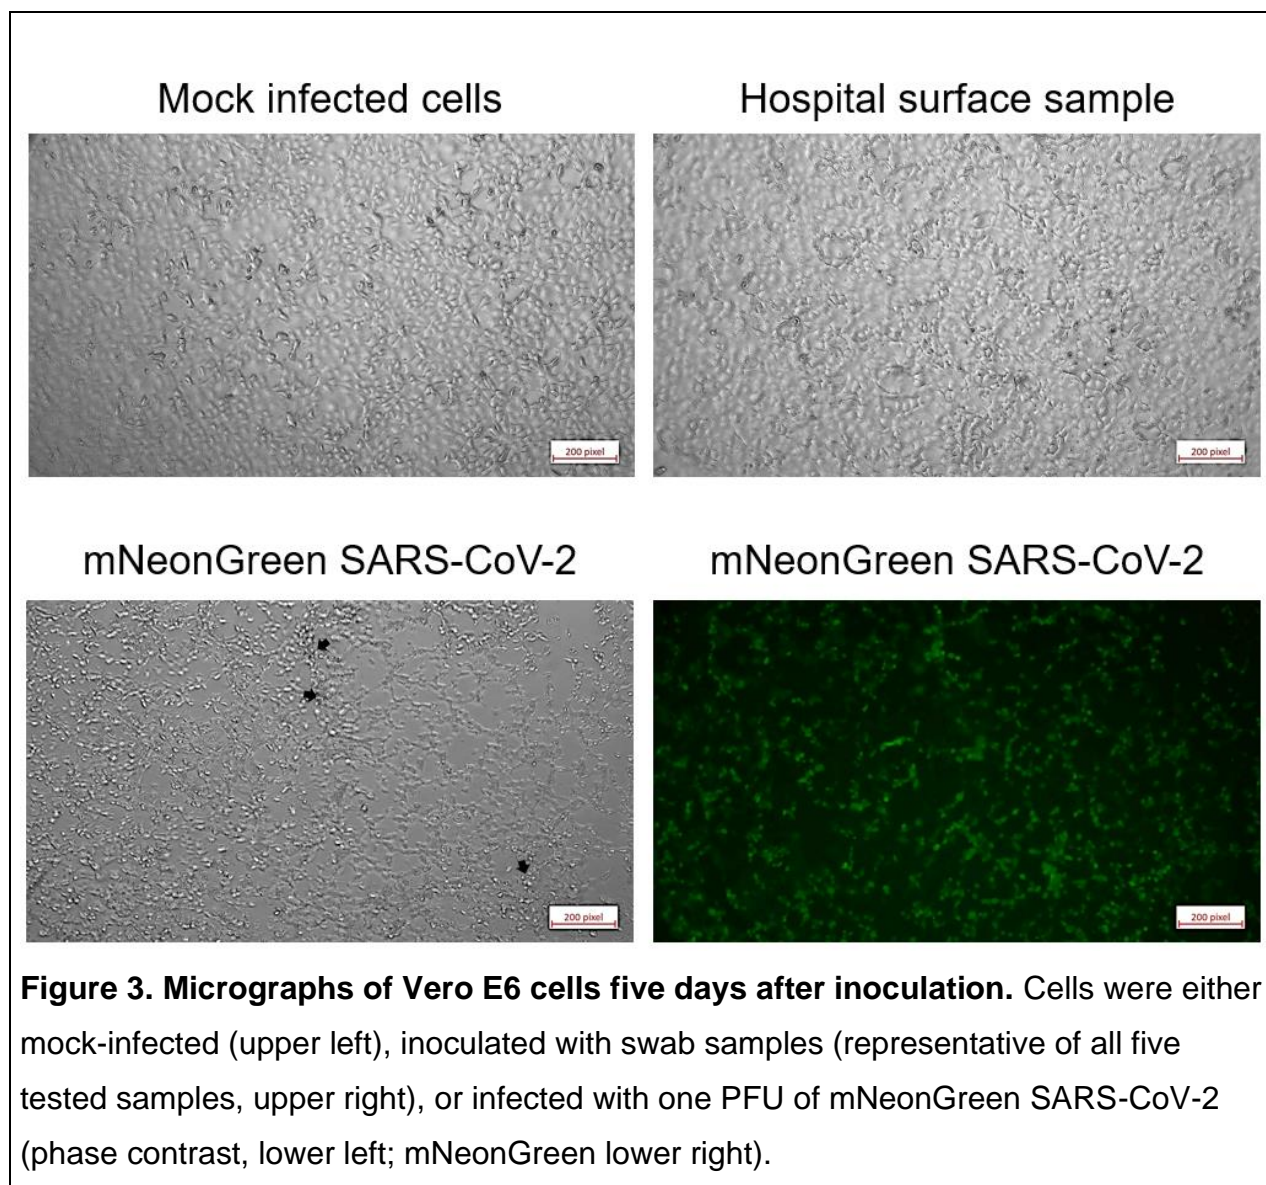 Mock infected cells
Hospital surface sample
200 pixel
200 pixel
mNeonGreen SARS-CoV-2
mNeonGreen SARS-CoV-2
200 pixel
200 pixel
Figure 3. Micrographs of Vero E6 cells five days after inoculation. Cells were either
mock-infected (upper left), inoculated with swab samples (representative of all five
tested samples, upper right), or infected with one PFU of mNeonGreen SARS-CoV-2
(phase contrast, lower left; mNeonGreen lower right).